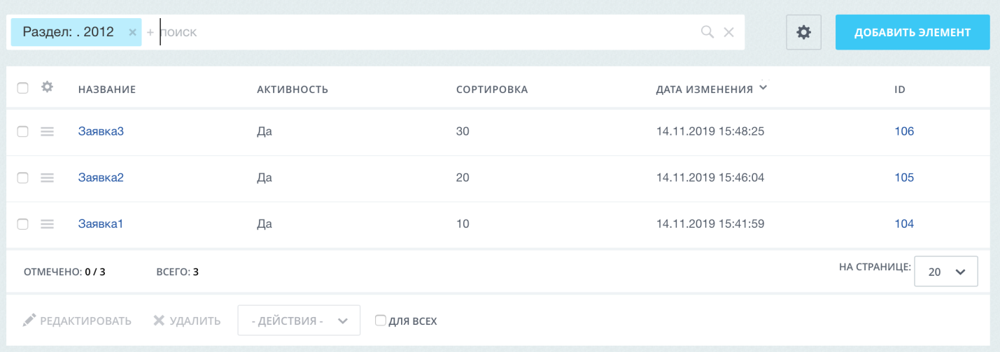 Раздел: . 2012 × + поиск
ДОБАВИТЬ ЭЛЕМЕНТ
НАЗВАНИЕ АКТИВНОСТЬ СОРТИРОВКА ДАТА ИЗМЕНЕНИЯ ID
Заявка3 Да 30 14.11.2019 15:48:25 106
Заявка2 Да 20 14.11.2019 15:46:04 105
Заявка1 Да 10 14.11.2019 15:41:59 104
ОТМЕЧЕНО: 0 / 3 ВСЕГО: 3 НА СТРАНИЦЕ: 20
РЕДАКТИРОВАТЬ УДАЛИТЬ - ДЕЙСТВИЯ - ДЛЯ ВСЕХ